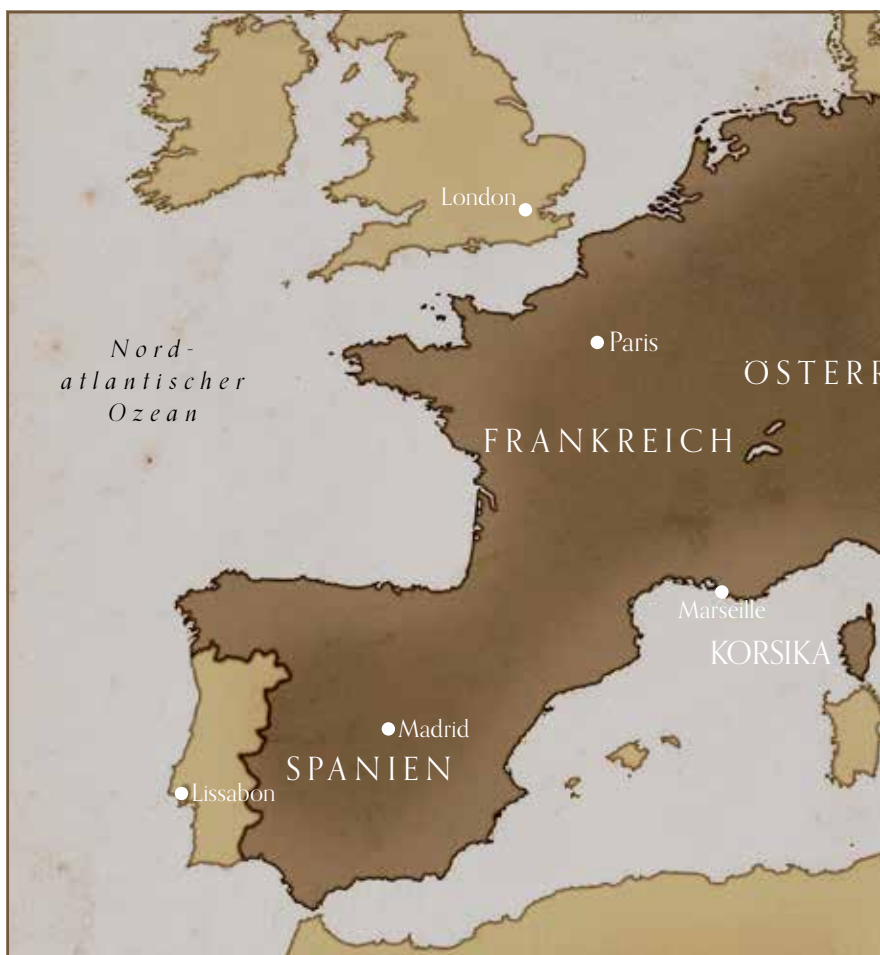 London
Paris
Nord-
atlantischer
Ozean
ÖSTERR
FRANKREICH
Marseille
KORSIKA
Madrid
SPANIEN
Lissabon